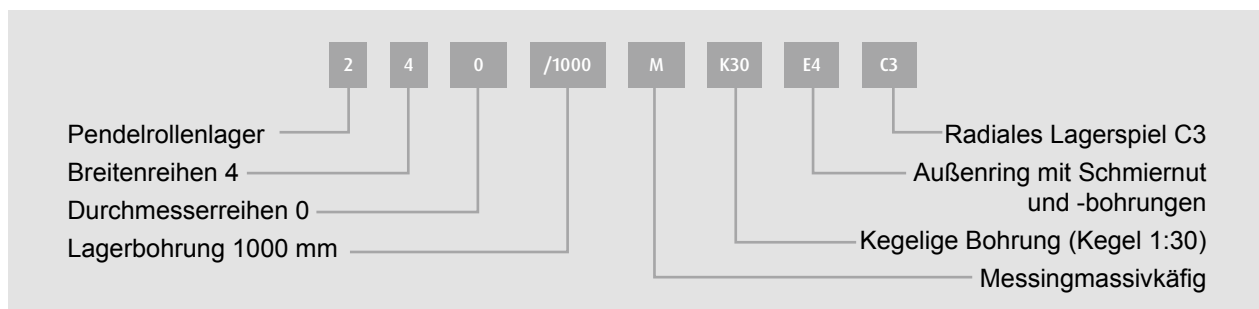 2 4 0 /1000 M K30 E4 C3
Pendelrollenlager
Breitenreihen 4
Durchmesserreihen 0
Lagerbohrung 1000 mm
Radiales Lagerspiel C3
Außenring mit Schmiernut
und -bohrungen
Kegelige Bohrung (Kegel 1:30)
Messingmassivkäfig